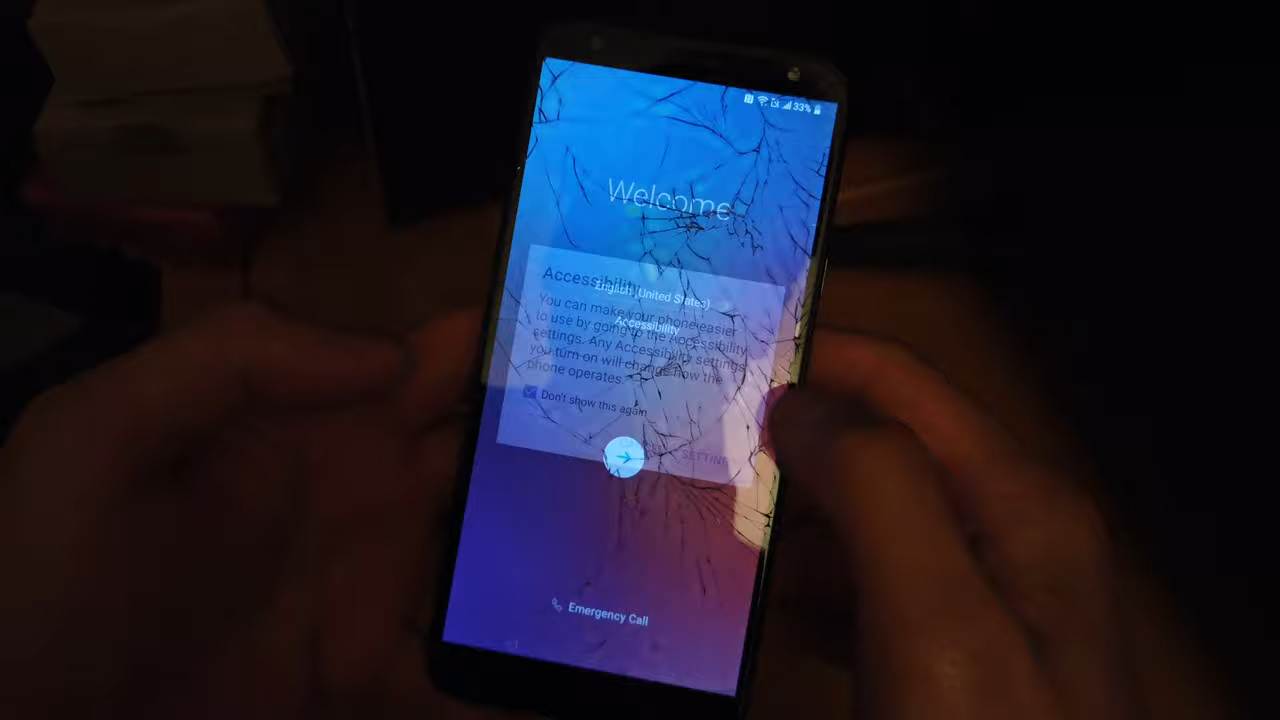 33%
Welcome
Accessibility
English (United States)
You can make your phone easier
Accessibility
to use by going to the Accessibility
settings. Any Accessibility settings
you turn on will change how the
phone operates.
Don't show this again
Emergency Call